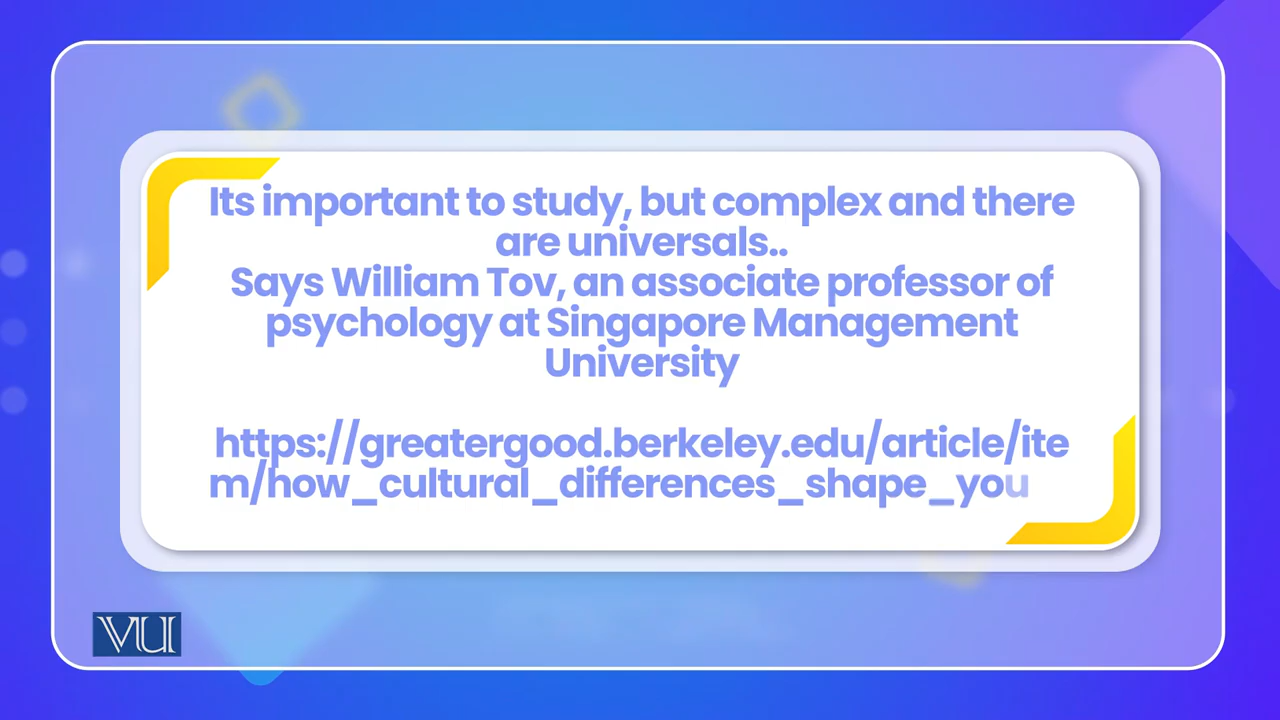 Its important to study, but complex and there
are universals..
Says William Tov, an associate professor of
psychology at Singapore Management
University
https://greatergood.berkeley.edu/article/ite
m/how_cultural_differences_shape_you
VU